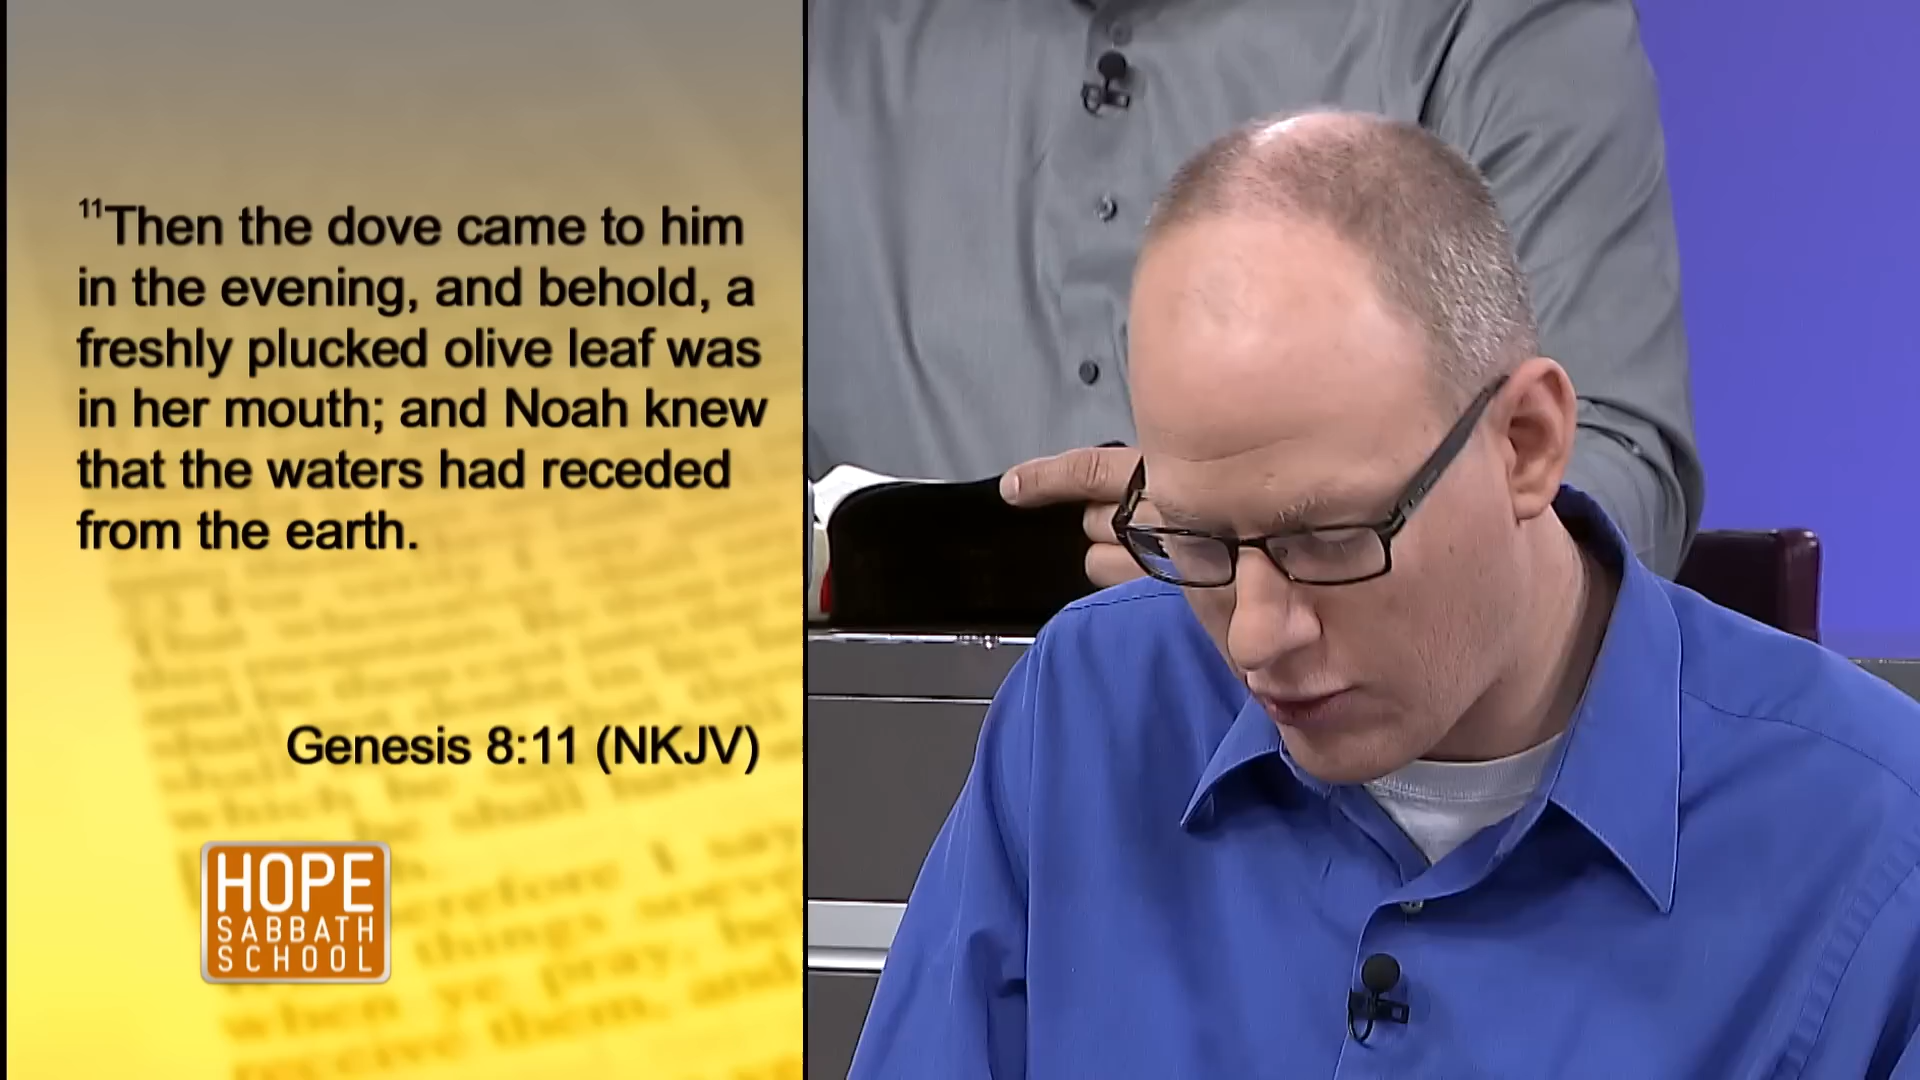 11Then the dove came to him
in the evening, and behold, a
freshly plucked olive leaf was
in her mouth; and Noah knew
that the waters had receded
from the earth.
Genesis 8:11 (NKJV)
HOPE
SABBATH
SCHOOL